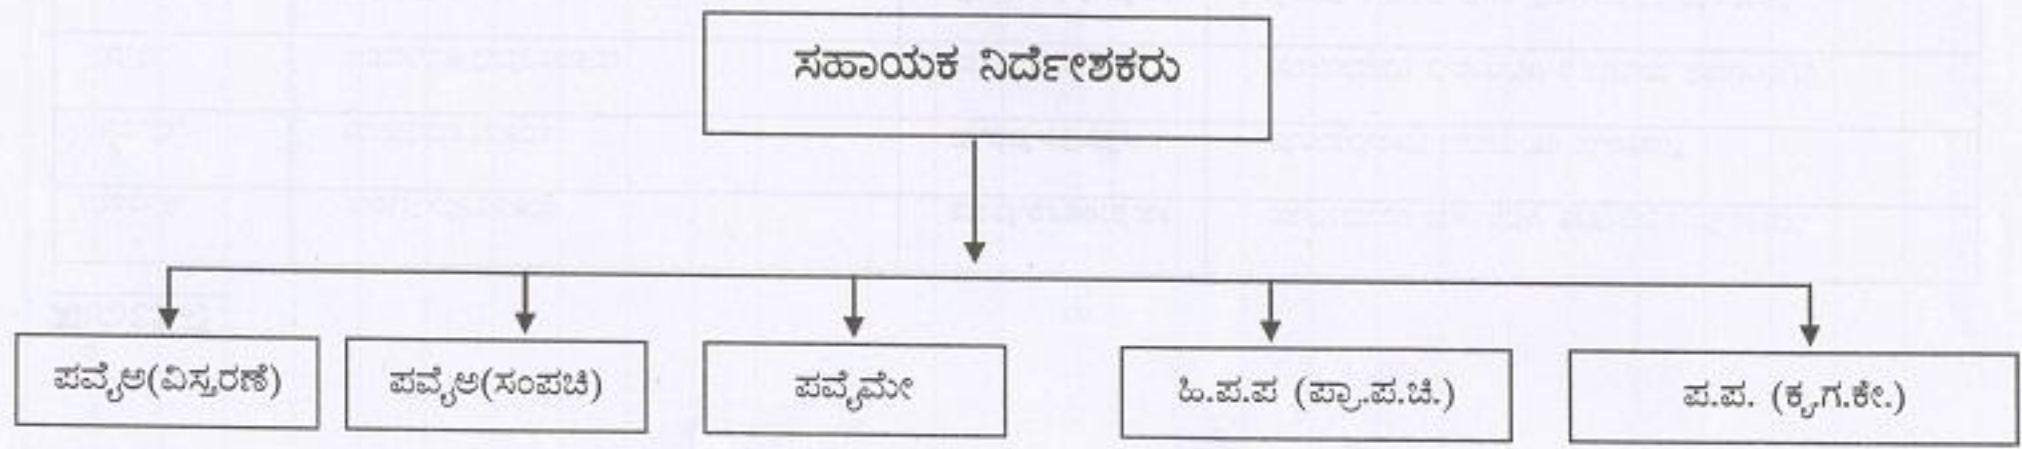 ಸಹಾಯಕ ನಿರ್ದೇಶಕರು
ಪವೈಅ(ವಿಸ್ತರಣೆ)
ಪವೈಅ(ಸಂಪಚಿ)
ಪವೈಮೇ
ಹಿ.ಪ.ಪ (ಪ್ರಾ.ಪ.ಚಿ.)
ಪ.ಪ. (ಕೃ.ಗ.ಕೇ.)